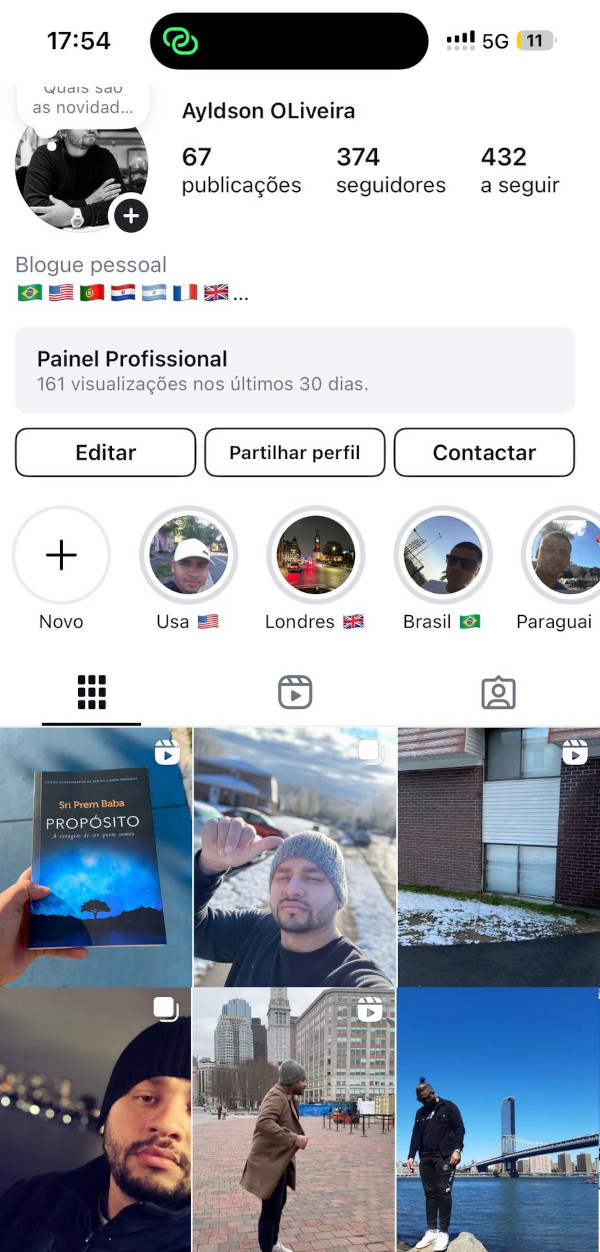 17:54
5G
11
Quais são
as novidad...
Ayldson OLiveira
67
374
432
publicações
seguidores
a seguir
Blogue pessoal
🇧🇷 🇺🇸 🇵🇹 🇵🇾 🇦🇷 🇫🇷 🇬🇧 ...
Painel Profissional
161 visualizações nos últimos 30 dias.
Editar
Partilhar perfil
Contactar
Novo
Usa 🇺🇸
Londres 🇬🇧
Brasil 🇧🇷
Paraguai
Sri Prem Baba
PROPÓSITO
A coragem de ser quem somos